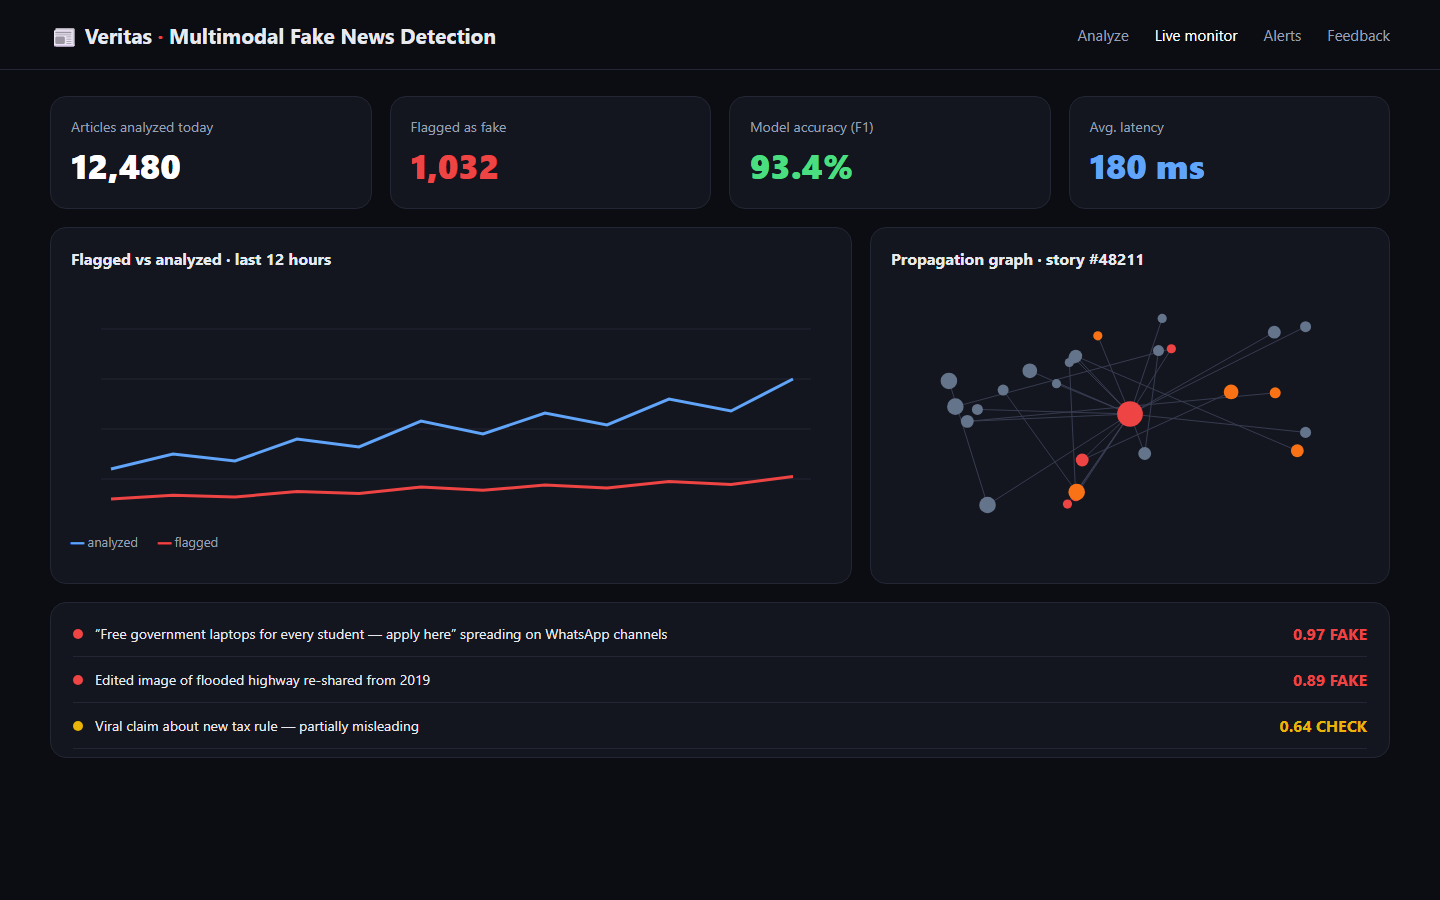 Veritas · Multimodal Fake News Detection
Analyze Live monitor Alerts Feedback
Articles analyzed today
12,480
Flagged as fake
1,032
Model accuracy (F1)
93.4%
Avg. latency
180 ms
Flagged vs analyzed · last 12 hours
analyzed flagged
Propagation graph · story #48211
"Free government laptops for every student — apply here" spreading on WhatsApp channels 0.97 FAKE
Edited image of flooded highway re-shared from 2019 0.89 FAKE
Viral claim about new tax rule — partially misleading 0.64 CHECK